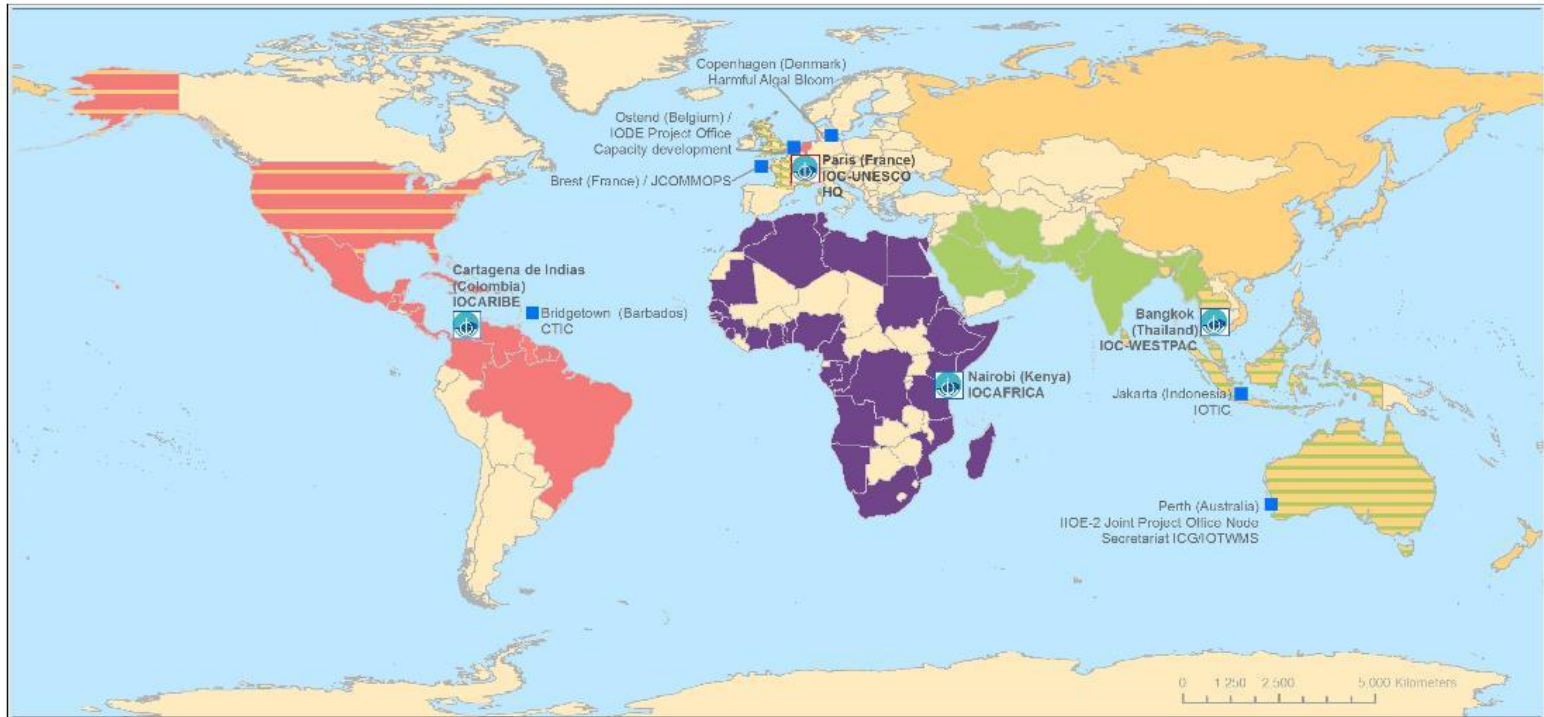 Copenhagen (Denmark)
Harmful Algal Bloom
Ostend (Belgium) /
IODE Project Office
Capacity development
Paris (France)
IOC-UNESCO
HQ
Brest (France) / JCOMMOPS
Cartagena de Indias
(Colombia)
IOCARIBE
Bridgetown (Barbados)
CTIC
Bangkok
(Thailand)
IOC-WESTPAC
Nairobi (Kenya)
IOCAFRICA
Jakarta (Indonesia)
IOTIC
Perth (Australia)
IIOE-2 Joint Project Office Node
Secretariat ICG/IOTWMS
0 1 250 2,500 5,000 Kilometers